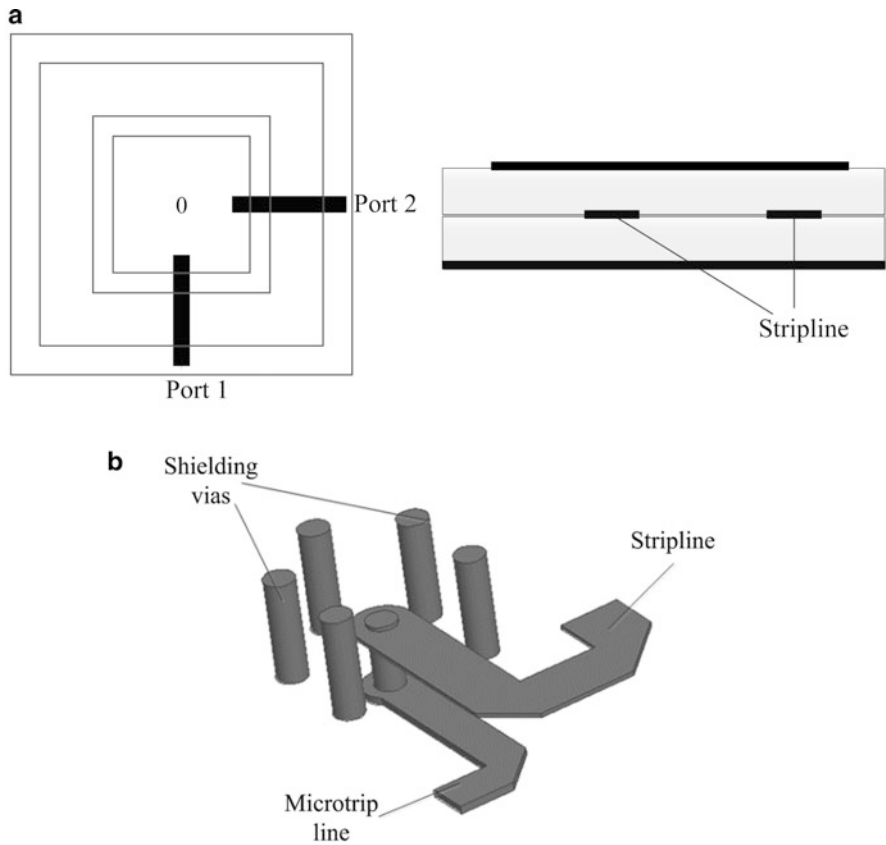 a
0
Port 2
Port 1
Stripline
b
Shielding
vias
Stripline
Microtrip
line